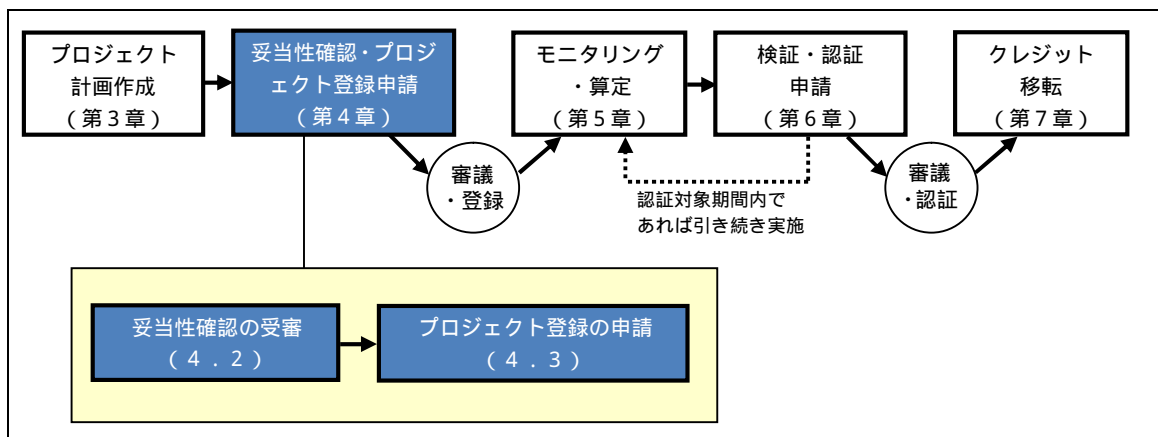 プロジェクト
計画作成
(第3章)
妥当性確認・プロジ
ェクト登録申請
(第4章)
モニタリング
・算定
(第5章)
検証・認証
申請
(第6章)
クレジット
移転
(第7章)
審議
・登録
審議
・認証
認証対象期間内で
あれば引き続き実施
妥当性確認の受審
(4.2)
プロジェクト登録の申請
(4.3)